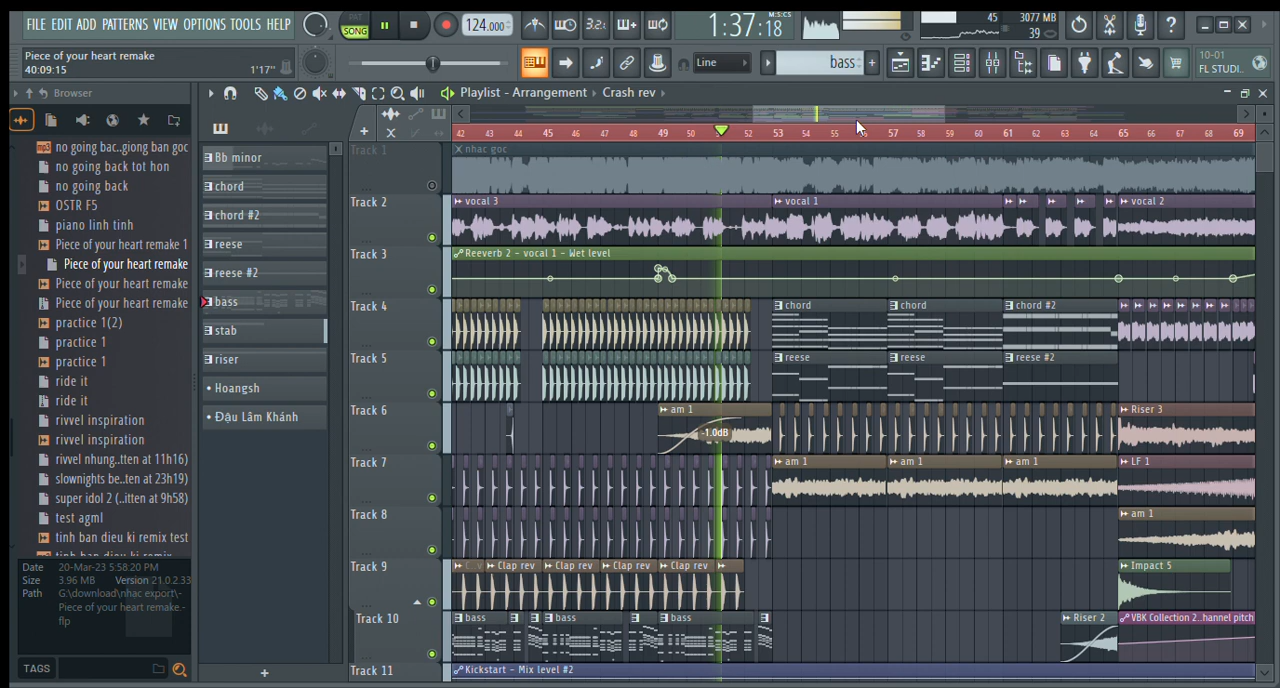 FILE EDIT ADD PATTERNS VIEW OPTIONS TOOLS HELP
PAT
SONG
124.000
3.2.1
1:37:18
M:S:CS
45
3077 MB
39
Piece of your heart remake
40:09:15
1'17"
Line
bass
10-01
FL STUDI..
Browser
Playlist - Arrangement
Crash rev
42 43 44 45 46 47 48 49 50 51 52 53 54 55 57 58 59 60 61 62 63 64 65 66 67 68 69
no going bac..giong ban goc
no going back tot hon
no going back
OSTR F5
piano linh tinh
Piece of your heart remake 1
Piece of your heart remake
Piece of your heart remake
Piece of your heart remake
practice 1(2)
practice 1
practice 1
ride it
ride it
rivvel inspiration
rivvel inspiration
rivvel nhung..tten at 11h16)
slownights be..ten at 23h19)
super idol 2 (..itten at 9h58)
test agml
tinh ban dieu ki remix test
tinh ban dieu ki remix
Date 20-Mar-23 5:58:20 PM
Size 3.96 MB Version 21.0.2.33
Path G:\download\nhac export\-
Piece of your heart remake.-
flp
TAGS
Bb minor
chord
chord #2
reese
reese #2
bass
stab
riser
Hoangsh
Đậu Lâm Khánh
Track 1
nhac goc
Track 2
vocal 3
vocal 1
vocal 2
Track 3
Reeverb 2 - vocal 1 - Wet level
Track 4
chord
chord
chord #2
Track 5
reese
reese
reese #2
Track 6
am 1
-1.0dB
Riser 3
Track 7
am 1
am 1
am 1
LF 1
Track 8
am 1
Track 9
Clap rev
Clap rev
Clap rev
Clap rev
Impact 5
Track 10
bass
bass
bass
Riser 2
VBK Collection 2..hannel pitch
Track 11
Kickstart - Mix level #2